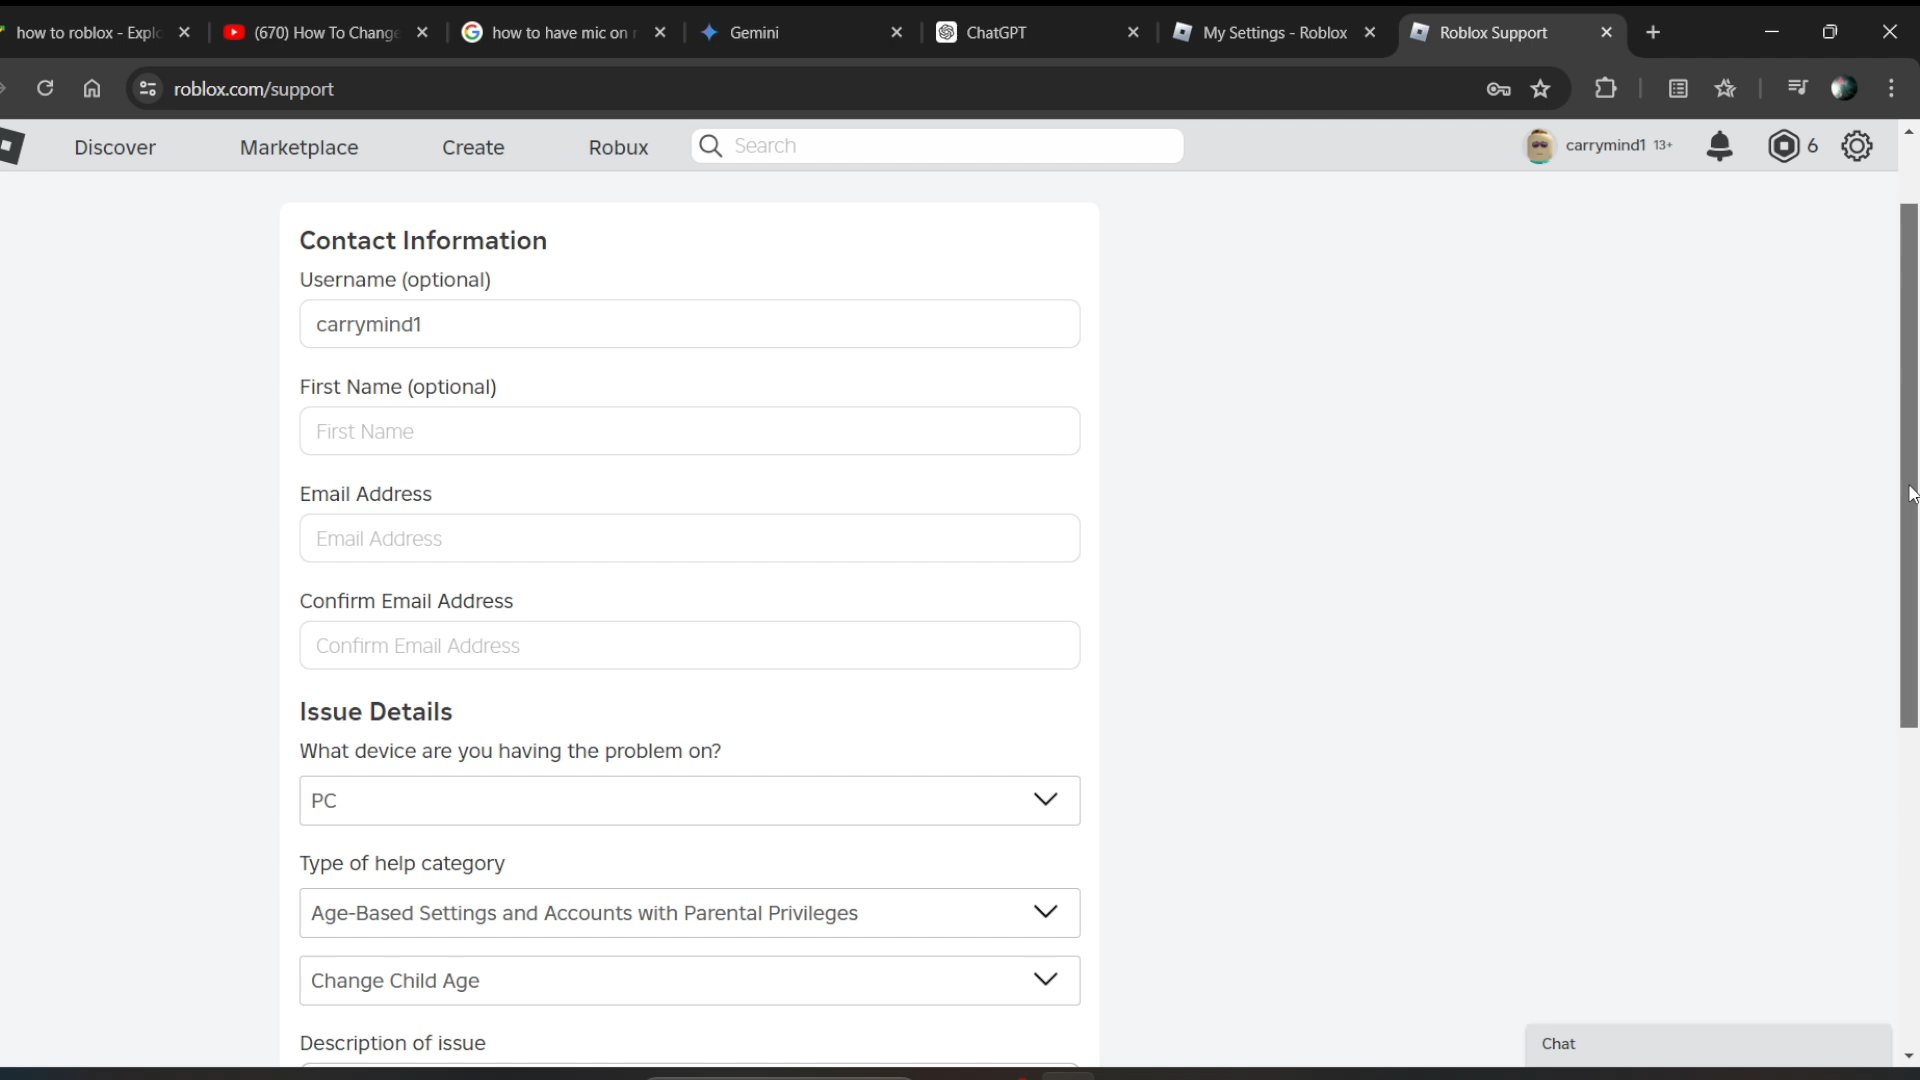 how to roblox - Explo
(670) How To Change
how to have mic on r
Gemini
ChatGPT
My Settings - Roblox
Roblox Support
roblox.com/support
Discover
Marketplace
Create
Robux
Search
carrymind1 13+
6
Contact Information
Username (optional)
carrymind1
First Name (optional)
First Name
Email Address
Email Address
Confirm Email Address
Confirm Email Address
Issue Details
What device are you having the problem on?
PC
Type of help category
Age-Based Settings and Accounts with Parental Privileges
Change Child Age
Description of issue
Chat